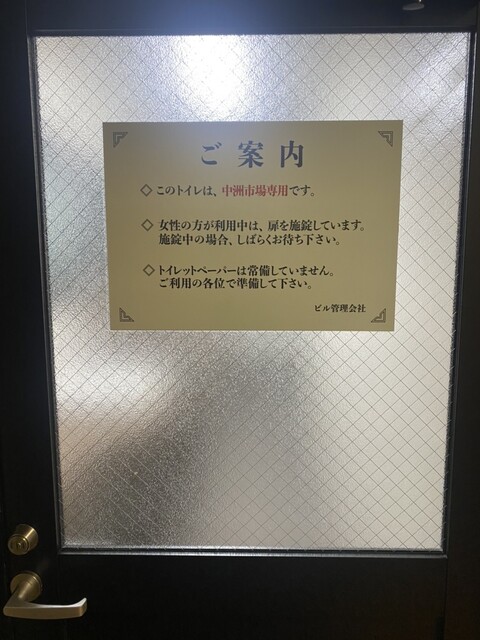 ご案内
◇ このトイレは、中洲市場専用です。
◇ 女性の方が利用中は、扉を施錠しています。
施錠中の場合、しばらくお待ち下さい。
◇ トイレットペーパーは常備していません。
ご利用の各位で準備して下さい。
ビル管理会社